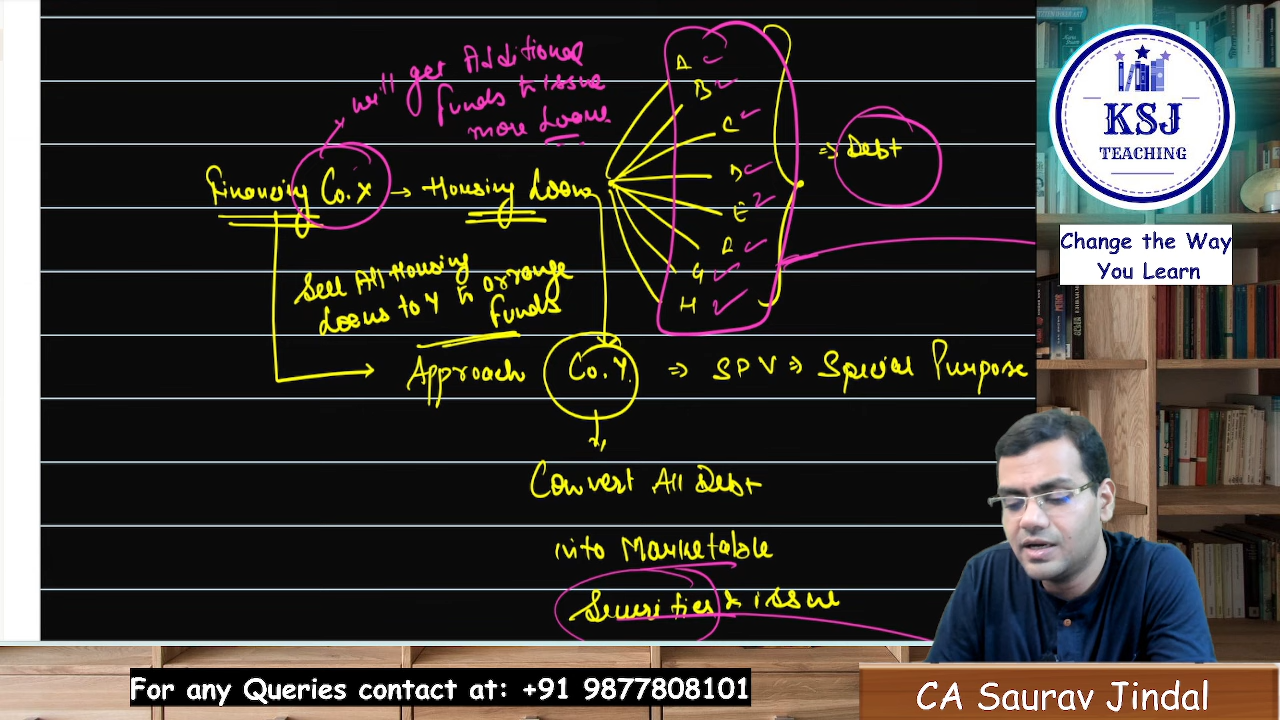 will get Additional
funds to issue
more Loans
Financing Co. X → Housing Loans
A
B
C
D
E
F
G
H
⇒ Debt
Sell All Housing
Loans to Y to arrange
funds
Approach Co. Y ⇒ SPV ⇒ Special Purpose
Convert All Debt
into Marketable
Securities & issue
KSJ
TEACHING
Change the Way
You Learn
For any Queries contact at: +91 9877808101
CA Saurav Jindal